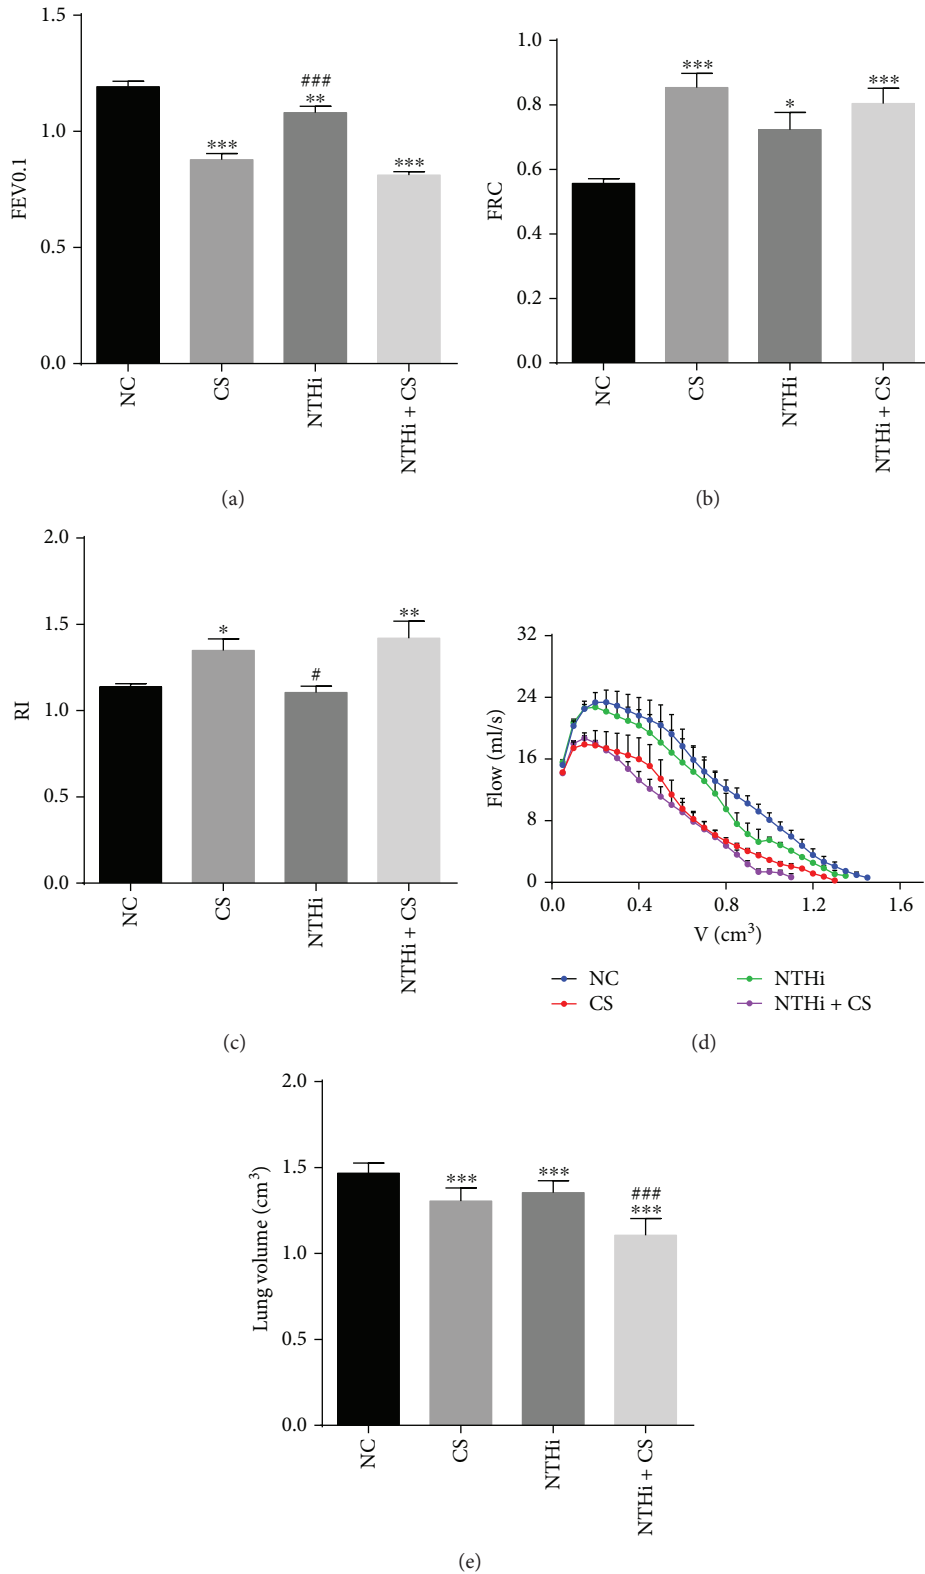 1.5
1.0
0.5
0.0
FEV0.1
***
###
**
***
NC
CS
NTHi
NTHi + CS
(a)
1.0
0.8
0.6
0.4
0.2
0.0
FRC
***
*
***
NC
CS
NTHi
NTHi + CS
(b)
2.0
1.5
1.0
0.5
0.0
RI
*
#
**
NC
CS
NTHi
NTHi + CS
(c)
32
24
16
8
0
Flow (ml/s)
0.0 0.4 0.8 1.2 1.6
V (cm³)
NC NTHi
CS NTHi + CS
(d)
2.0
1.5
1.0
0.5
0.0
Lung volume (cm³)
***
***
###
***
NC
CS
NTHi
NTHi + CS
(e)